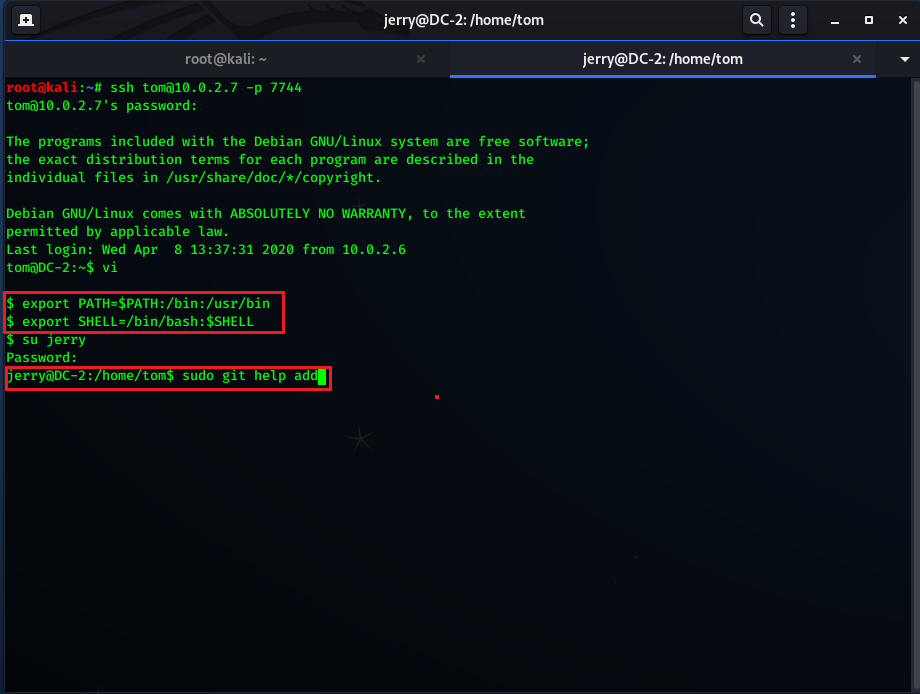 jerry@DC-2: /home/tom
root@kali: ~
jerry@DC-2: /home/tom
root@kali:~# ssh tom@10.0.2.7 -p 7744
tom@10.0.2.7's password:
The programs included with the Debian GNU/Linux system are free software;
the exact distribution terms for each program are described in the
individual files in /usr/share/doc/*/copyright.
Debian GNU/Linux comes with ABSOLUTELY NO WARRANTY, to the extent
permitted by applicable law.
Last login: Wed Apr  8 13:37:31 2020 from 10.0.2.6
tom@DC-2:~$ vi
$ export PATH=$PATH:/bin:/usr/bin
$ export SHELL=/bin/bash:$SHELL
$ su jerry
Password:
jerry@DC-2:/home/tom$ sudo git help add